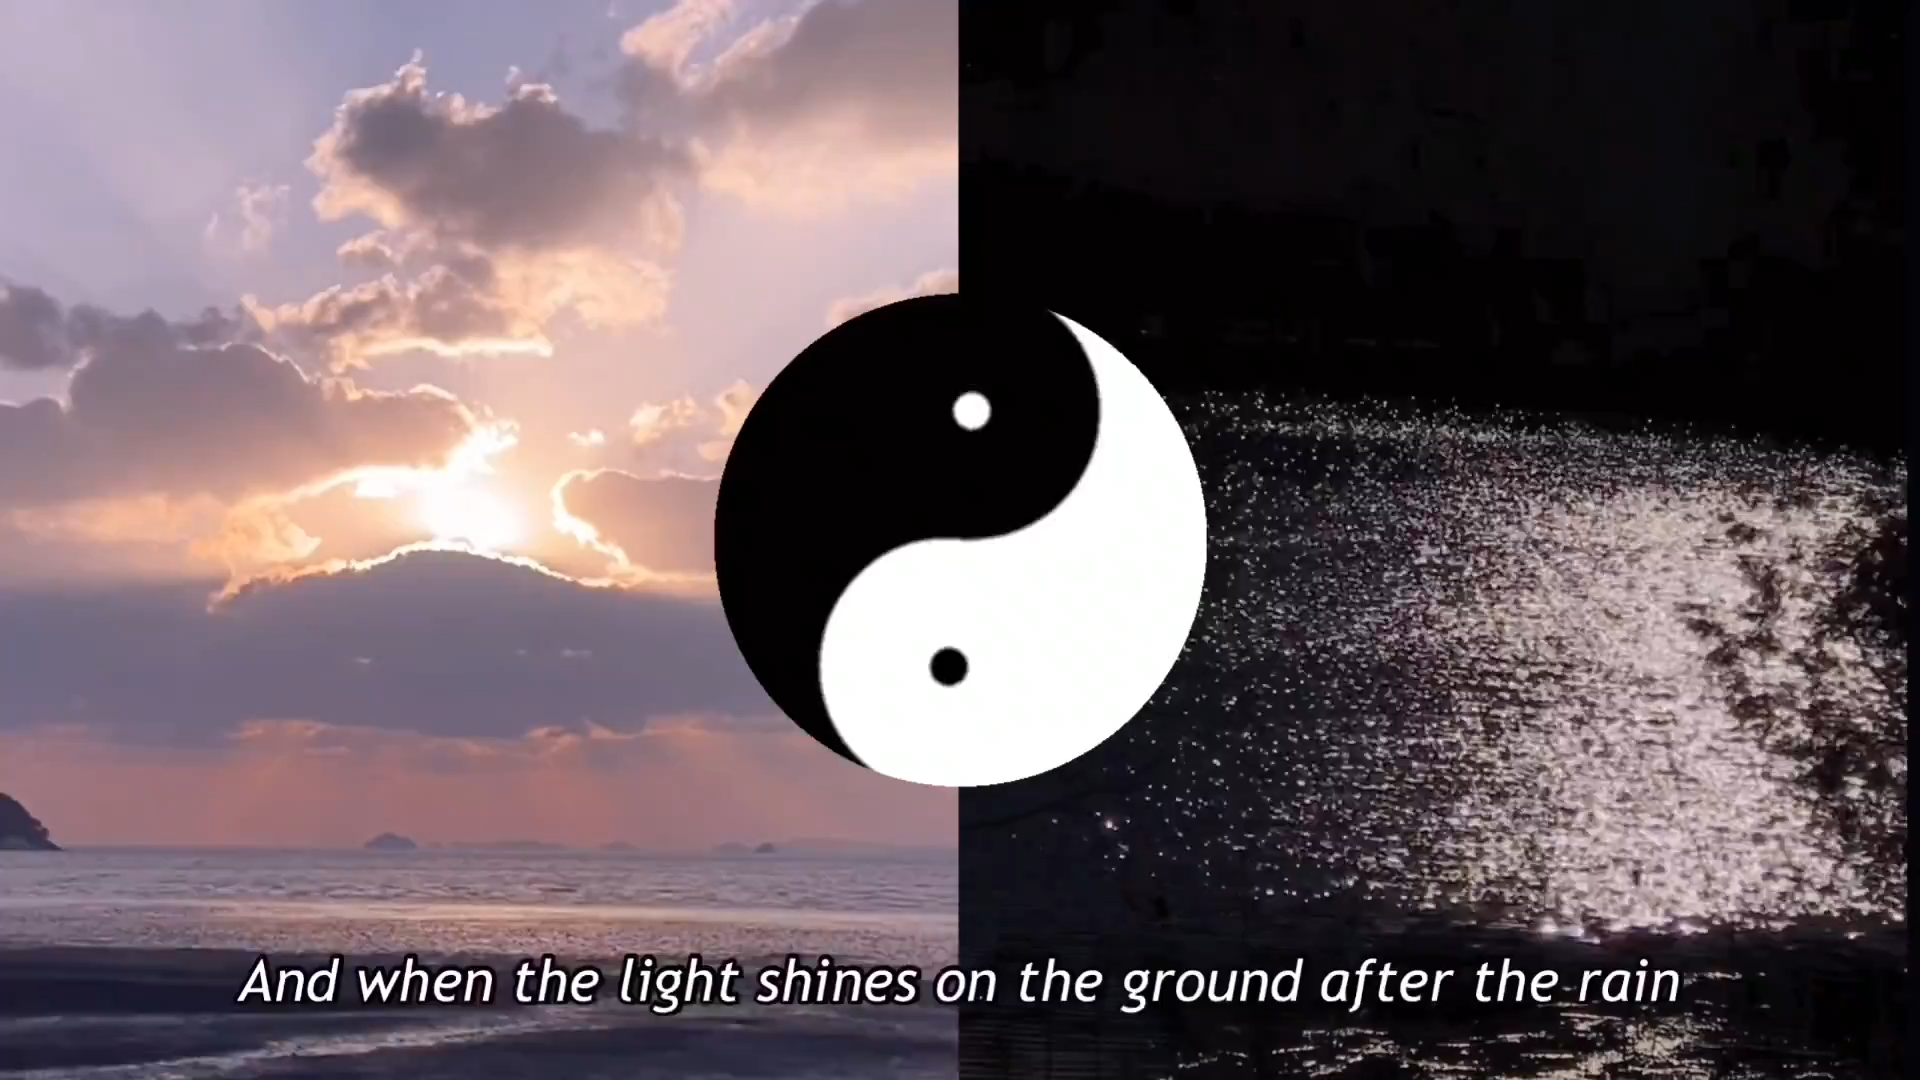 And when the light shines on the ground after the rain